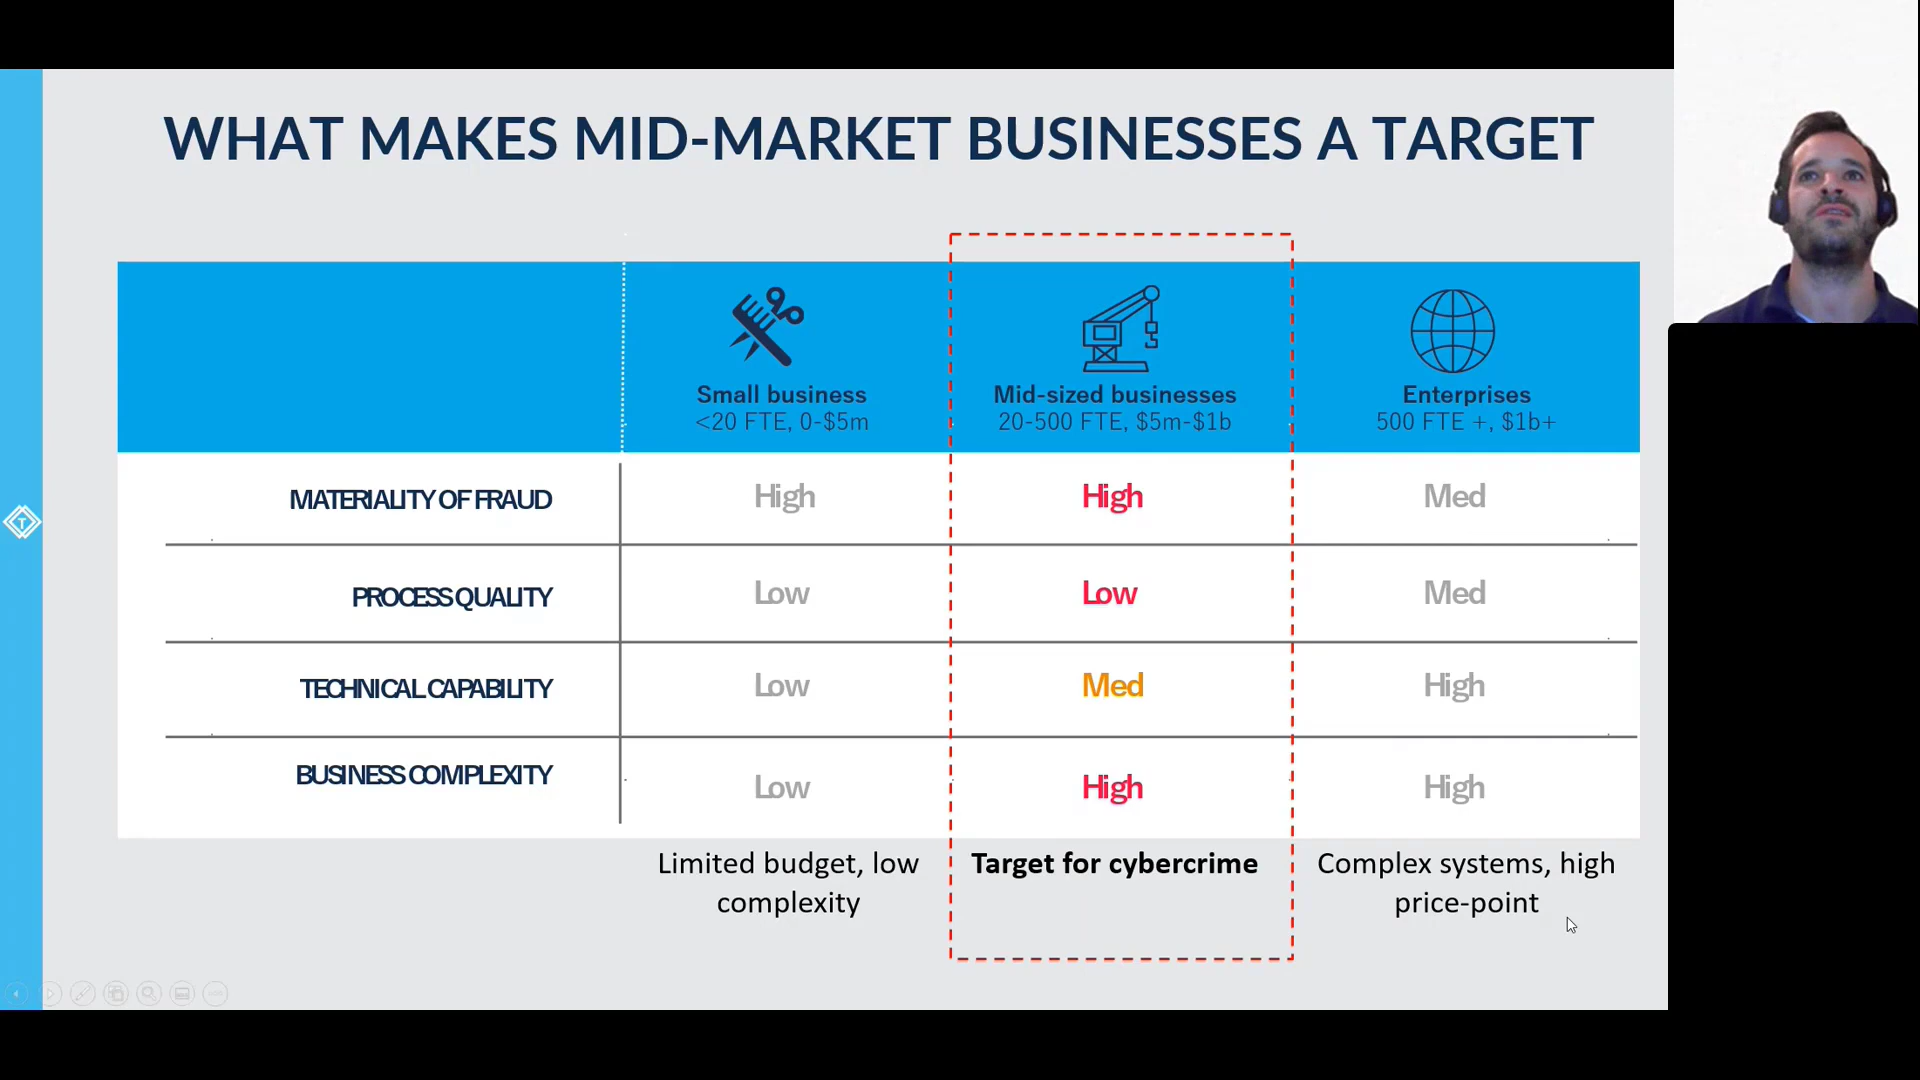 WHAT MAKES MID-MARKET BUSINESSES A TARGET
Small business
<20 FTE, 0-$5m
Mid-sized businesses
20-500 FTE, $5m-$1b
Enterprises
500 FTE +, $1b+
MATERIALITY OF FRAUD
High
High
Med
PROCESS QUALITY
Low
Low
Med
TECHNICAL CAPABILITY
Low
Med
High
BUSINESS COMPLEXITY
Low
High
High
Limited budget, low
complexity
Target for cybercrime
Complex systems, high
price-point
T